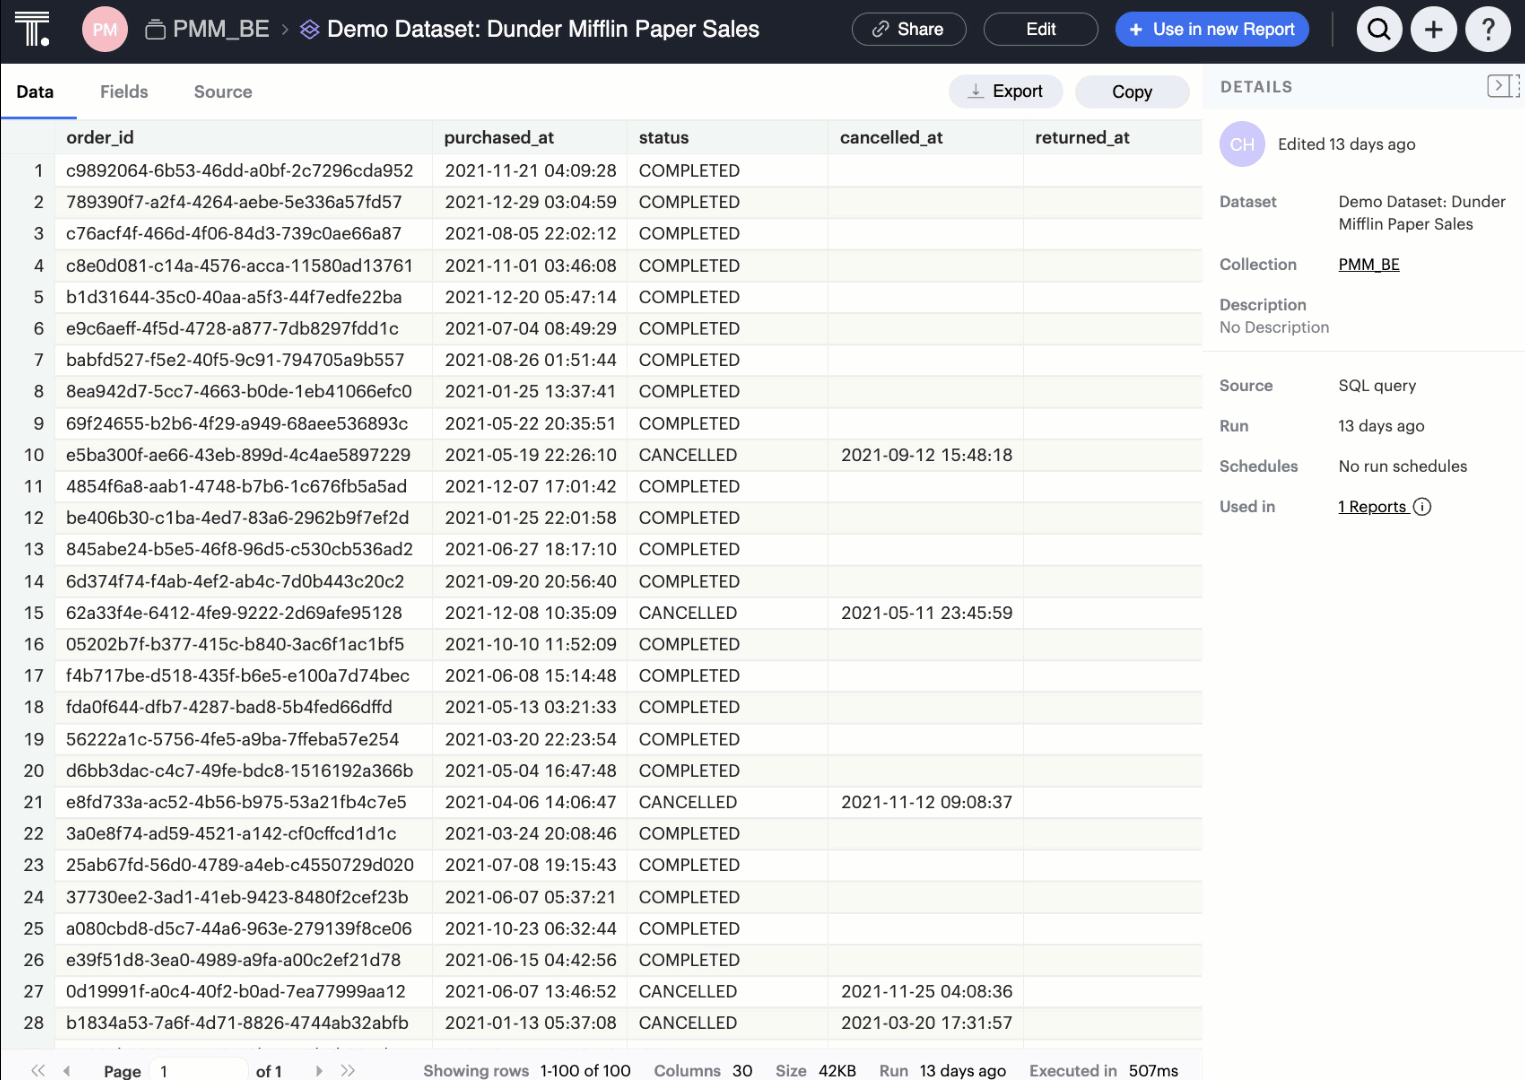 T. PM PMM_BE > Demo Dataset: Dunder Mifflin Paper Sales Share Edit + Use in new Report + ?
Data Fields Source Export Copy DETAILS
order_id purchased_at status cancelled_at returned_at
1 c9892064-6b53-46dd-a0bf-2c7296cda952 2021-11-21 04:09:28 COMPLETED
2 789390f7-a2f4-4264-aebe-5e336a57fd57 2021-12-29 03:04:59 COMPLETED
3 c76acf4f-466d-4f06-84d3-739c0ae66a87 2021-08-05 22:02:12 COMPLETED
4 c8e0d081-c14a-4576-acca-11580ad13761 2021-11-01 03:46:08 COMPLETED
5 b1d31644-35c0-40aa-a5f3-44f7edfe22ba 2021-12-20 05:47:14 COMPLETED
6 e9c6aeff-4f5d-4728-a877-7db8297fdd1c 2021-07-04 08:49:29 COMPLETED
7 babfd527-f5e2-40f5-9c91-794705a9b557 2021-08-26 01:51:44 COMPLETED
8 8ea942d7-5cc7-4663-b0de-1eb41066efc0 2021-01-25 13:37:41 COMPLETED
9 69f24655-b2b6-4f29-a949-68aee536893c 2021-05-22 20:35:51 COMPLETED
10 e5ba300f-ae66-43eb-899d-4c4ae5897229 2021-05-19 22:26:10 CANCELLED 2021-09-12 15:48:18
11 4854f6a8-aab1-4748-b7b6-1c676fb5a5ad 2021-12-07 17:01:42 COMPLETED
12 be406b30-c1ba-4ed7-83a6-2962b9f7ef2d 2021-01-25 22:01:58 COMPLETED
13 845abe24-b5e5-46f8-96d5-c530cb536ad2 2021-06-27 18:17:10 COMPLETED
14 6d374f74-f4ab-4ef2-ab4c-7d0b443c20c2 2021-09-20 20:56:40 COMPLETED
15 62a33f4e-6412-4fe9-9222-2d69afe95128 2021-12-08 10:35:09 CANCELLED 2021-05-11 23:45:59
16 05202b7f-b377-415c-b840-3ac6f1ac1bf5 2021-10-10 11:52:09 COMPLETED
17 f4b717be-d518-435f-b6e5-e100a7d74bec 2021-06-08 15:14:48 COMPLETED
18 fda0f644-dfb7-4287-bad8-5b4fed66dffd 2021-05-13 03:21:33 COMPLETED
19 56222a1c-5756-4fe5-a9ba-7ffeba57e254 2021-03-20 22:23:54 COMPLETED
20 d6bb3dac-c4c7-49fe-bdc8-1516192a366b 2021-05-04 16:47:48 COMPLETED
21 e8fd733a-ac52-4b56-b975-53a21fb4c7e5 2021-04-06 14:06:47 CANCELLED 2021-11-12 09:08:37
22 3a0e8f74-ad59-4521-a142-cf0cffcd1d1c 2021-03-24 20:08:46 COMPLETED
23 25ab67fd-56d0-4789-a4eb-c4550729d020 2021-07-08 19:15:43 COMPLETED
24 37730ee2-3ad1-41eb-9423-8480f2cef23b 2021-06-07 05:37:21 COMPLETED
25 a080cbd8-d5c7-44a6-963e-279139f8ce06 2021-10-23 06:32:44 COMPLETED
26 e39f51d8-3ea0-4989-a9fa-a00c2ef21d78 2021-06-15 04:42:56 COMPLETED
27 0d19991f-a0c4-40f2-b0ad-7ea77999aa12 2021-06-07 13:46:52 CANCELLED 2021-11-25 04:08:36
28 b1834a53-7a6f-4d71-8826-4744ab32abfb 2021-01-13 05:37:08 CANCELLED 2021-03-20 17:31:57
CH Edited 13 days ago
Dataset Demo Dataset: Dunder
Mifflin Paper Sales
Collection PMM_BE
Description
No Description
Source SQL query
Run 13 days ago
Schedules No run schedules
Used in 1 Reports
Page 1 of 1 Showing rows 1-100 of 100 Columns 30 Size 42KB Run 13 days ago Executed in 507ms